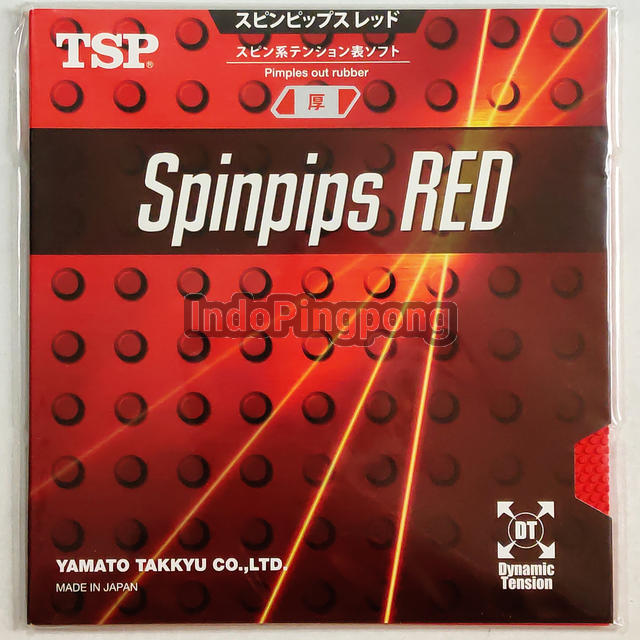 スピンピップス レッド
TSP®
スピン系テンション表ソフト
Pimples out rubber
厚
Spinpips RED
IndoPingpong
DT
Dynamic
Tension
YAMATO TAKKYU CO.,LTD.
MADE IN JAPAN